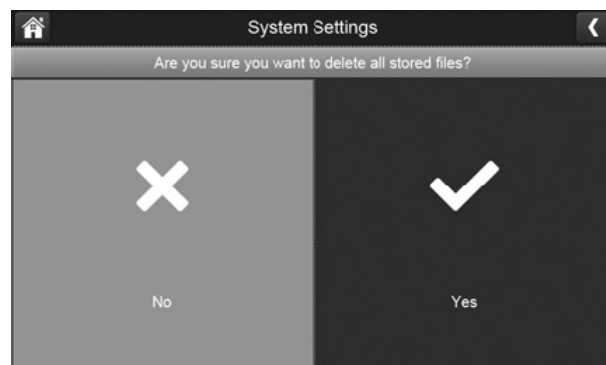 System Settings
Are you sure you want to delete all stored files?
No
Yes